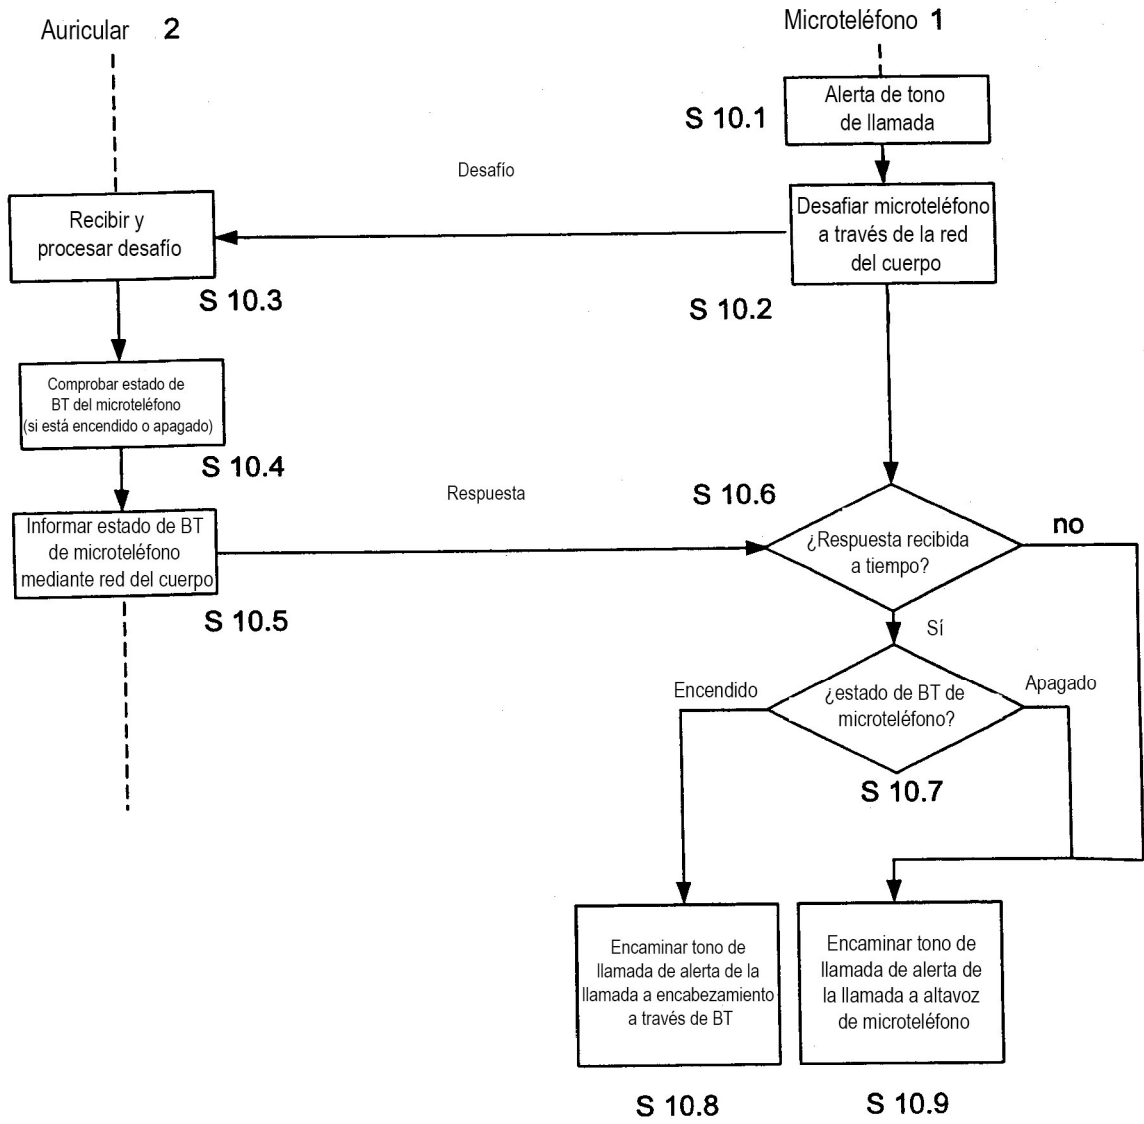 Auricular 2
Microteléfono 1
S 10.1
Alerta de tono
de llamada
Desafío
Recibir y
procesar desafío
Desafiar microteléfono
a través de la red
del cuerpo
S 10.3
S 10.2
Comprobar estado de
BT del microteléfono
(si está encendido o apagado)
S 10.4
Respuesta
S 10.6
Informar estado de BT
de microteléfono
mediante red del cuerpo
¿Respuesta recibida
a tiempo?
no
S 10.5
Sí
Encendido
¿estado de BT de
microteléfono?
Apagado
S 10.7
Encaminar tono de
llamada de alerta de la
llamada a encabezamiento
a través de BT
Encaminar tono de
llamada de alerta de
la llamada a altavoz
de microteléfono
S 10.8
S 10.9